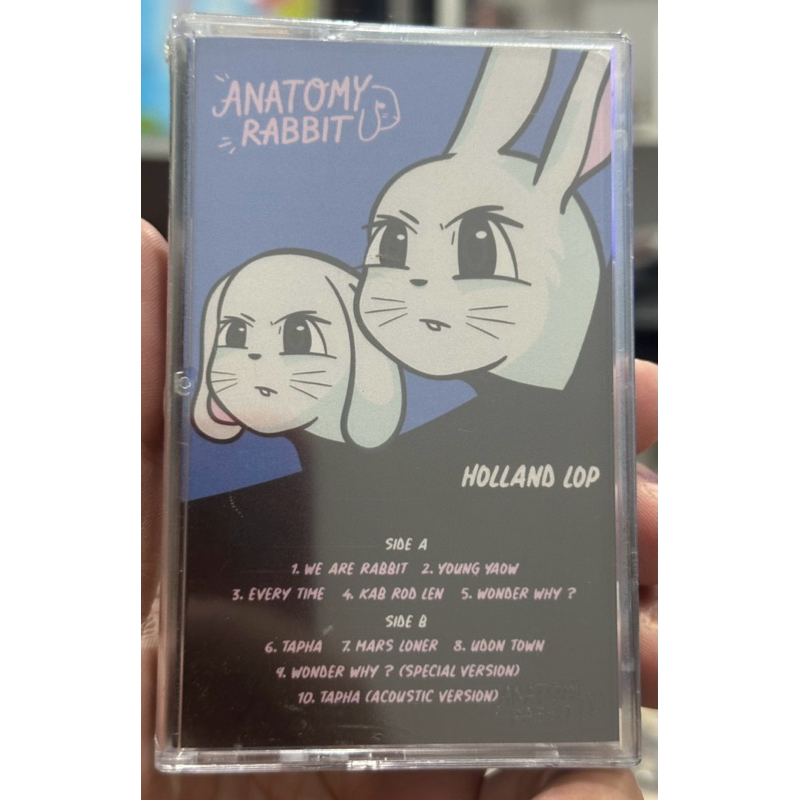 ANATOMY
RABBIT
HOLLAND LOP
SIDE A
1. WE ARE RABBIT 2. YOUNG YAOW
3. EVERY TIME 4. KAB ROD LEN 5. WONDER WHY ?
SIDE B
6. TAPHA 7. MARS LONER 8. UDON TOWN
9. WONDER WHY ? (SPECIAL VERSION)
10. TAPHA (ACOUSTIC VERSION)